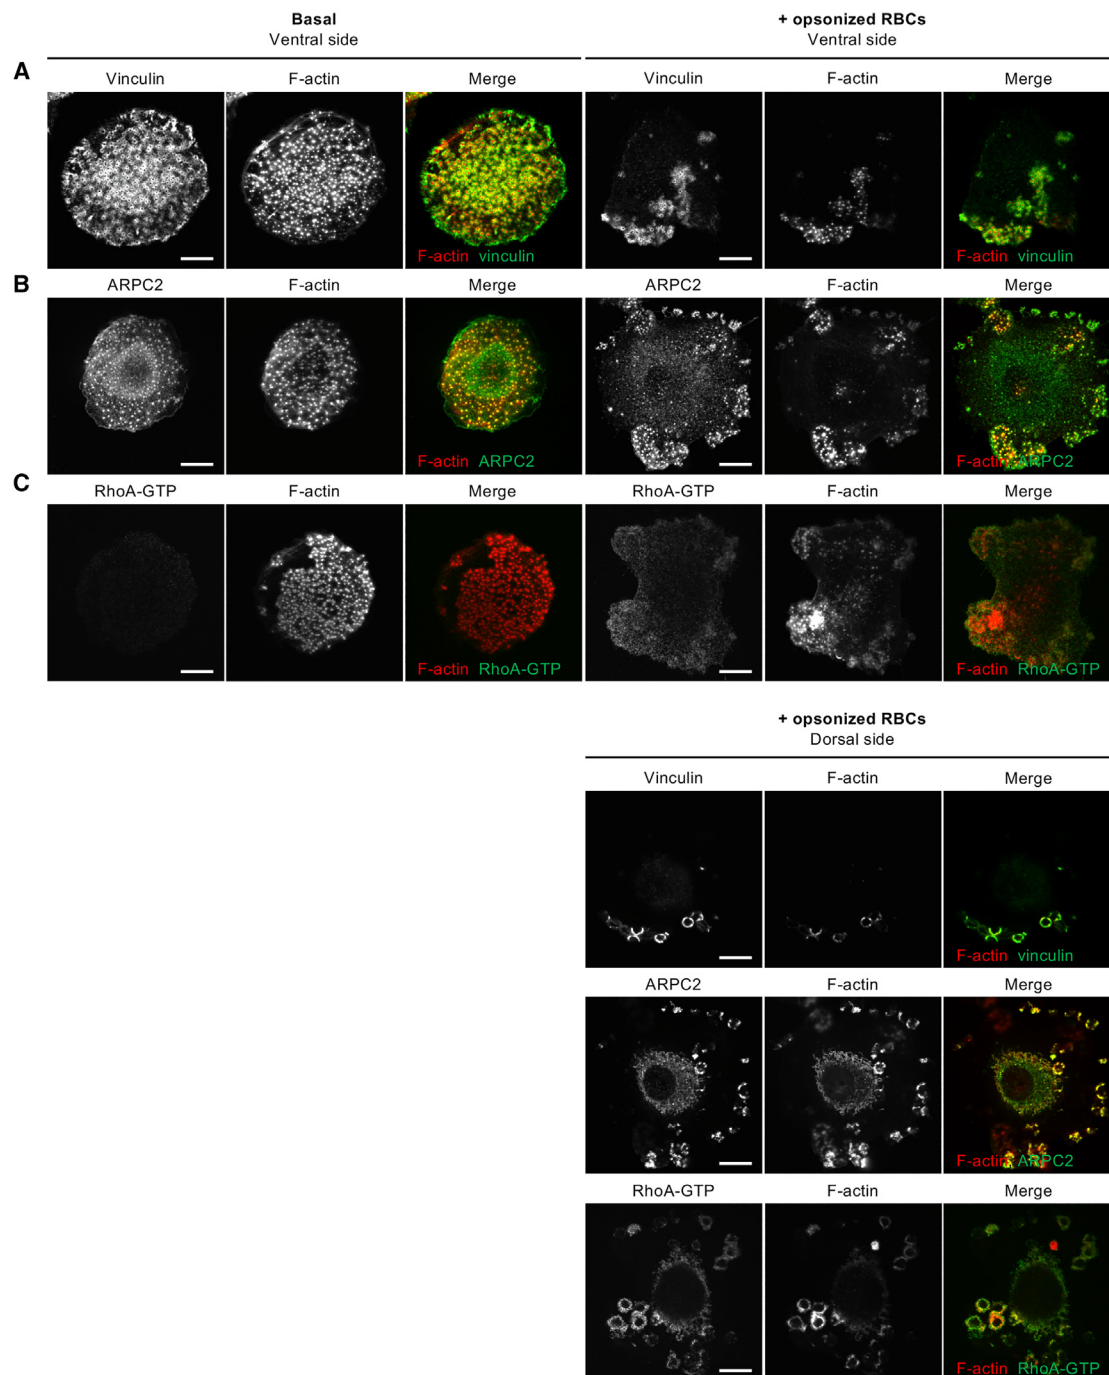 Basal
Ventral side
+ opsonized RBCs
Ventral side
A
Vinculin F-actin Merge Vinculin F-actin Merge
F-actin vinculin F-actin vinculin
B
ARPC2 F-actin Merge ARPC2 F-actin Merge
F-actin ARPC2 F-actin ARPC2
C
RhoA-GTP F-actin Merge RhoA-GTP F-actin Merge
F-actin RhoA-GTP F-actin RhoA-GTP
+ opsonized RBCs
Dorsal side
Vinculin F-actin Merge
F-actin vinculin
ARPC2 F-actin Merge
F-actin ARPC2
RhoA-GTP F-actin Merge
F-actin RhoA-GTP